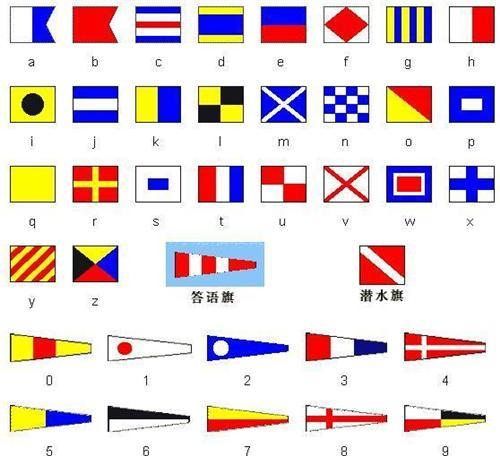 a b c d e f g h
i j k l m n o p
q r s t u v w x
y z 答语旗 潜水旗
0 1 2 3 4
5 6 7 8 9